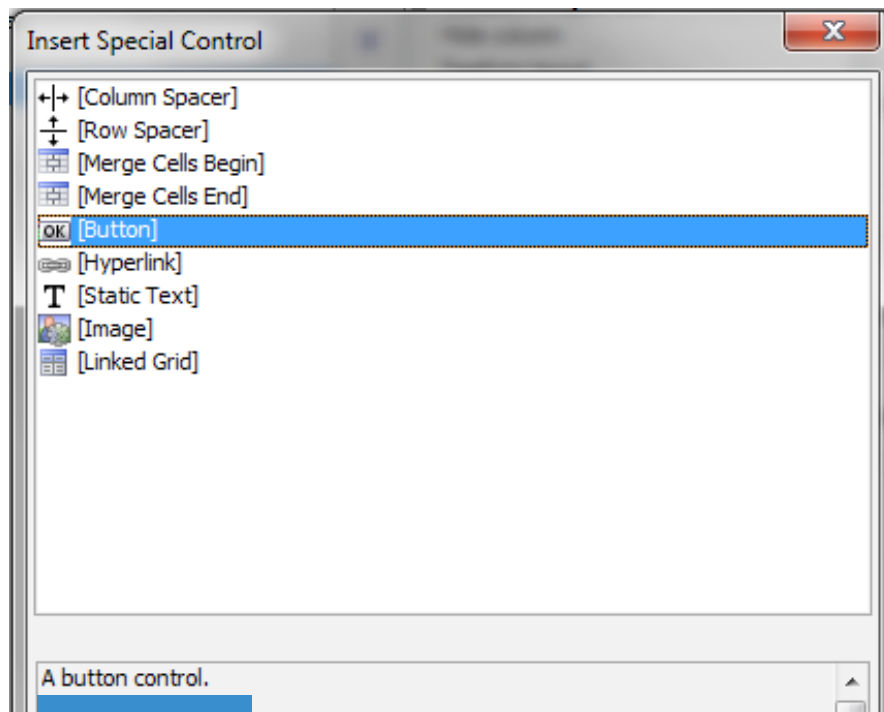 Insert Special Control
[Column Spacer]
[Row Spacer]
[Merge Cells Begin]
[Merge Cells End]
OK [Button]
[Hyperlink]
T [Static Text]
[Image]
[Linked Grid]
A button control.